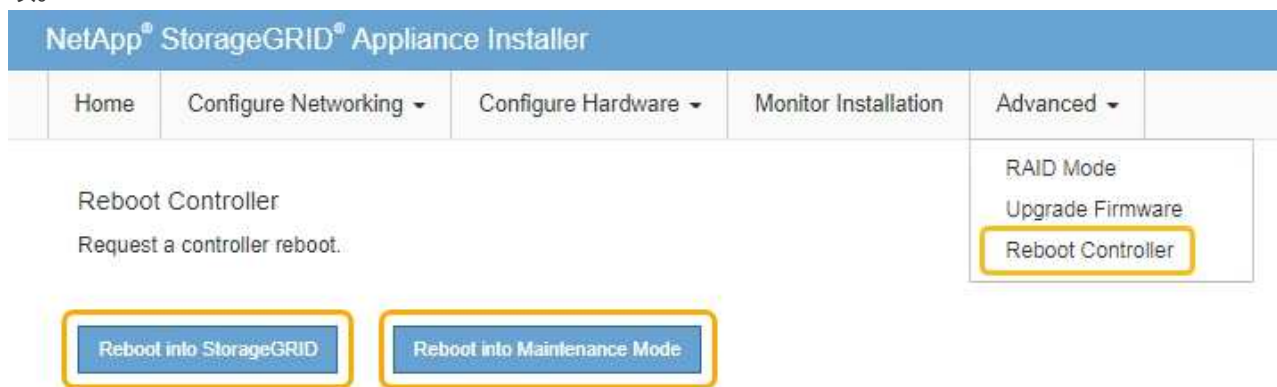 NetApp® StorageGRID® Appliance Installer
Home Configure Networking Configure Hardware Monitor Installation Advanced
RAID Mode
Upgrade Firmware
Reboot Controller
Reboot Controller
Request a controller reboot.
Reboot into StorageGRID Reboot into Maintenance Mode